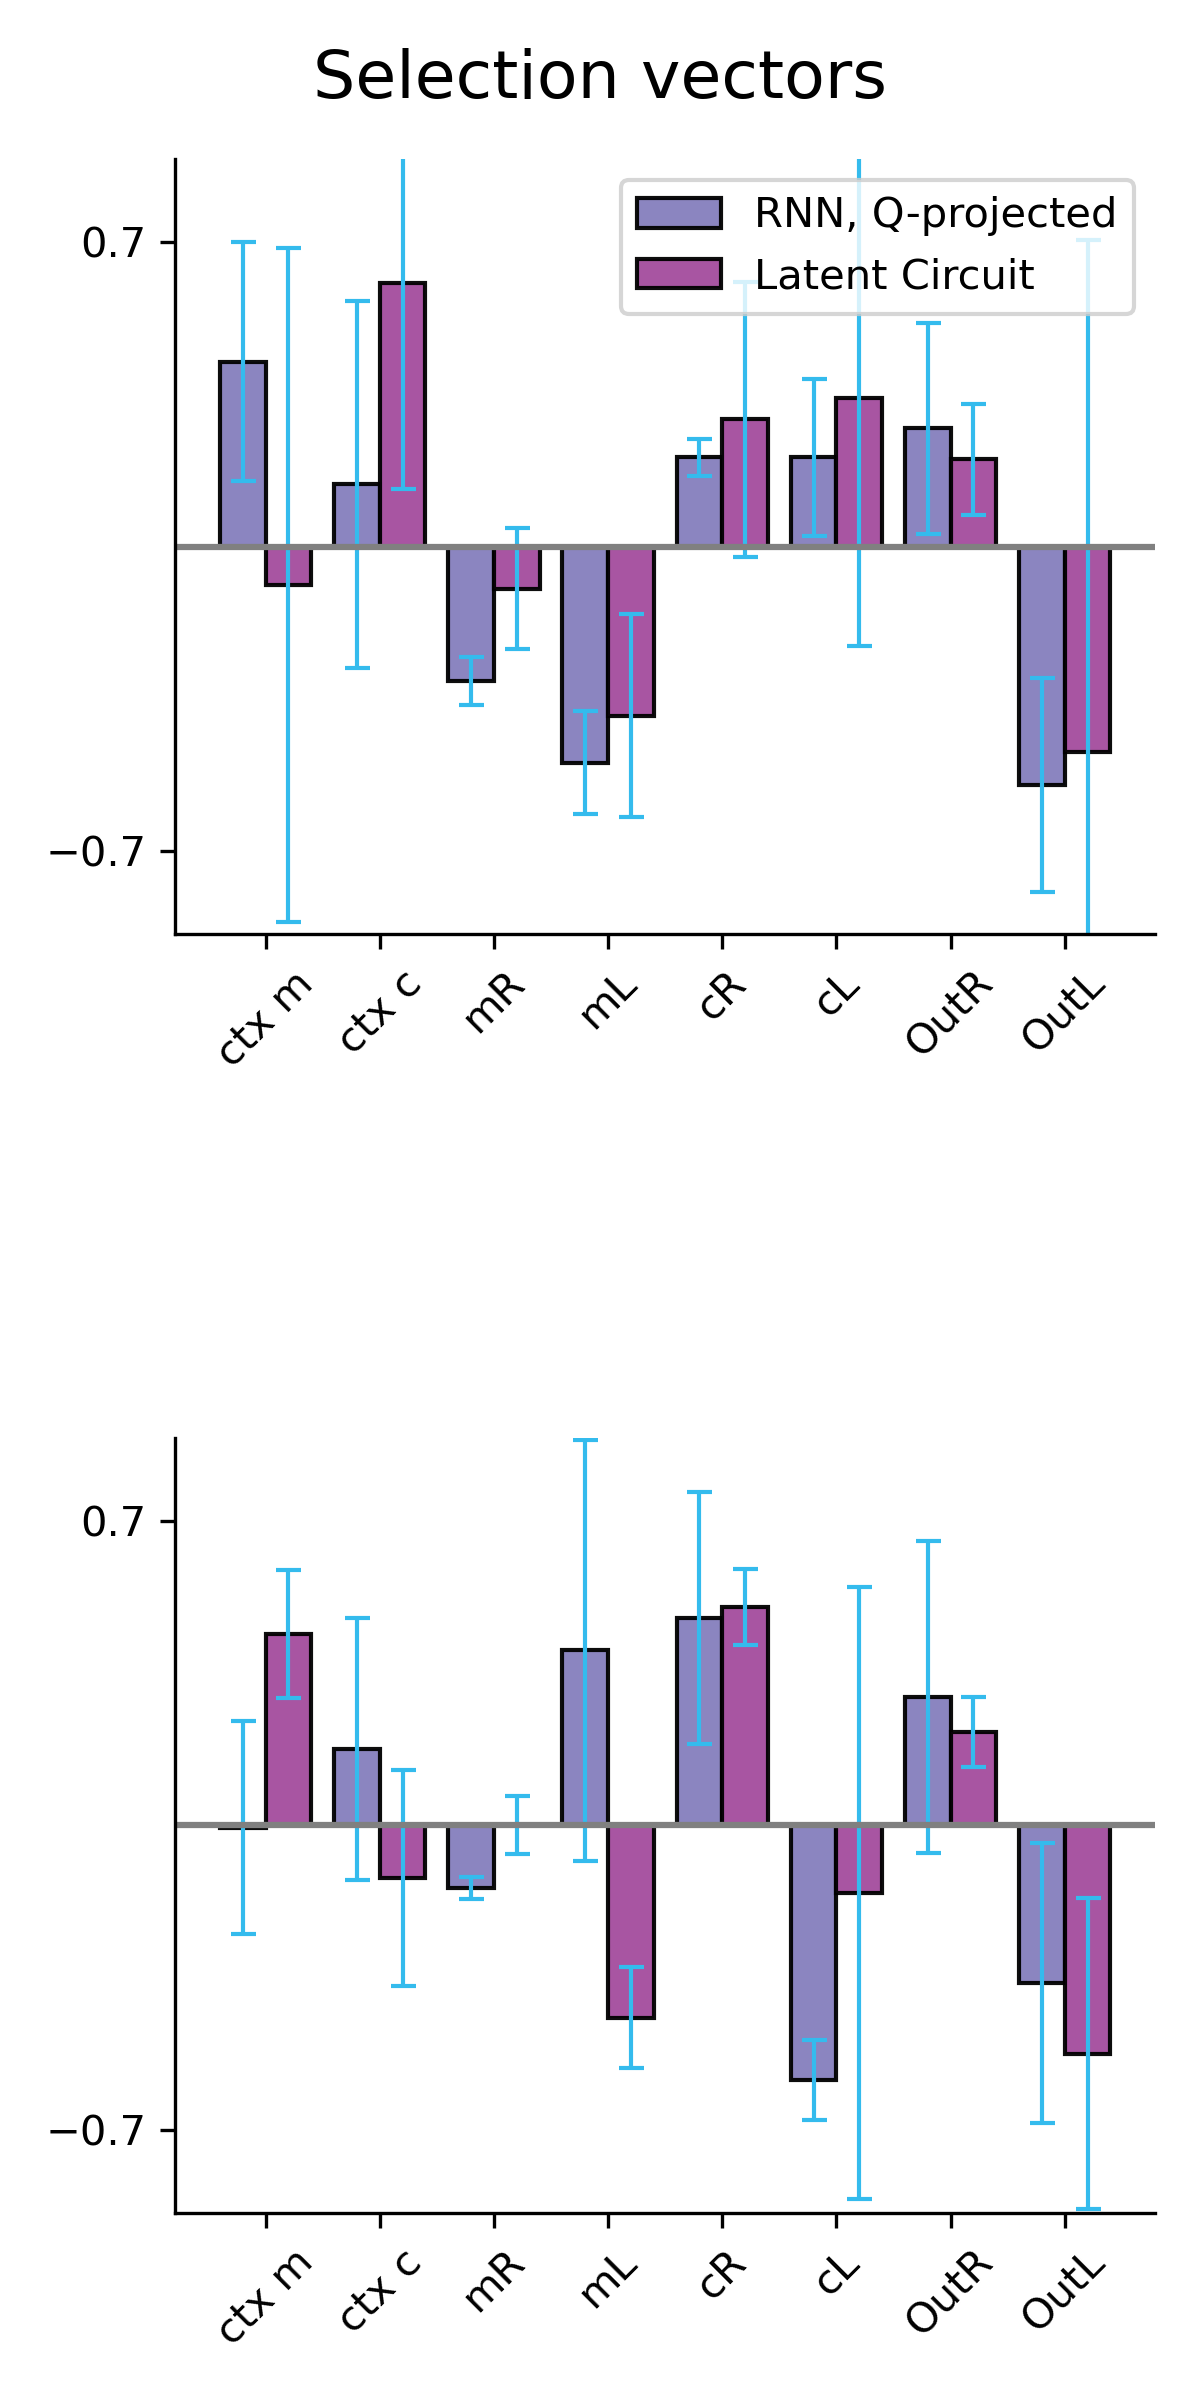 Selection vectors
0.7
RNN, Q-projected
Latent Circuit
−0.7
ctx m
ctx c
mR
mL
cR
cL
OutR
OutL
0.7
−0.7
ctx m
ctx c
mR
mL
cR
cL
OutR
OutL